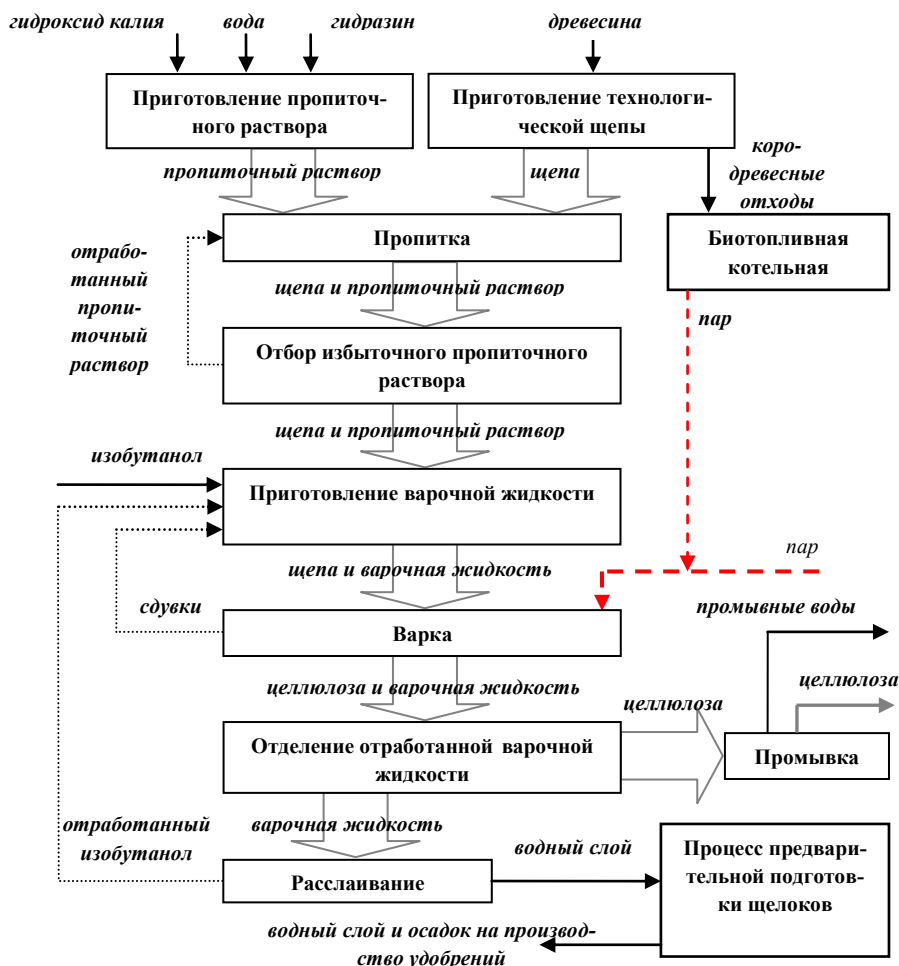 гидроксид калия вода гидразин древесина
Приготовление пропиточ-
ного раствора
Приготовление технологи-
ческой щепы
пропиточный раствор
щепа
коро-
древесные
отходы
Пропитка
Биотопливная
котельная
отрабо-
танный
пропи-
точный
раствор
щепа и пропиточный раствор
пар
Отбор избыточного пропиточного
раствора
щепа и пропиточный раствор
изобутанол
Приготовление варочной жидкости
пар
щепа и варочная жидкость
сдувки
Варка
промывные воды
целлюлоза и варочная жидкость
целлюлоза
целлюлоза
Отделение отработанной варочной
жидкости
Промывка
отработанный
изобутанол
варочная жидкость
Расслаивание
водный слой
Процесс предвари-
тельной подготов-
ки щелоков
водный слой и осадок на производ-
ство удобрений